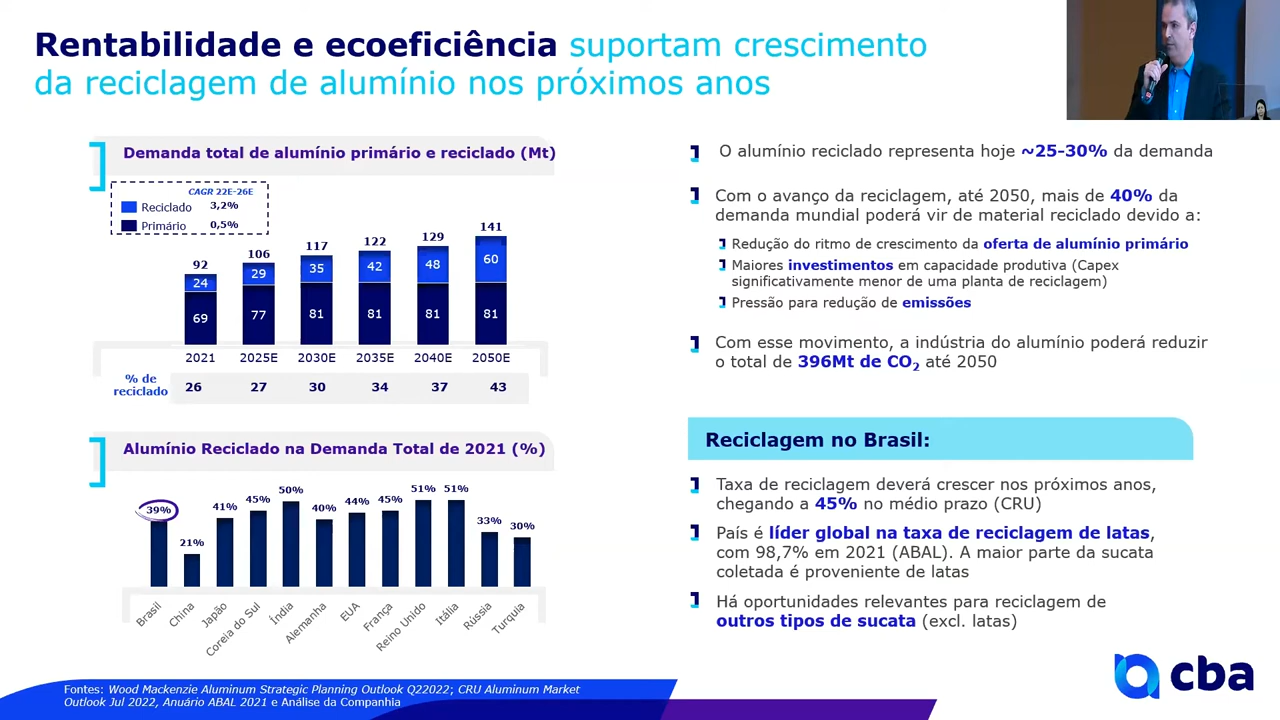 Rentabilidade e ecoeficiência suportam crescimento
da reciclagem de alumínio nos próximos anos
Demanda total de alumínio primário e reciclado (Mt)
CAGR 22E-26E
Reciclado 3,2%
Primário 0,5%
92 106 117 122 129 141
24 29 35 42 48 60
69 77 81 81 81 81
2021 2025E 2030E 2035E 2040E 2050E
% de
reciclado
26 27 30 34 37 43
Alumínio Reciclado na Demanda Total de 2021 (%)
39% 21% 41% 45% 50% 40% 44% 45% 51% 51% 33% 30%
Brasil China Japão Coreia do Sul Índia Alemanha EUA França Reino Unido Itália Rússia Turquia
O alumínio reciclado representa hoje ~25-30% da demanda
Com o avanço da reciclagem, até 2050, mais de 40% da
demanda mundial poderá vir de material reciclado devido a:
Redução do ritmo de crescimento da oferta de alumínio primário
Maiores investimentos em capacidade produtiva (Capex
significativamente menor de uma planta de reciclagem)
Pressão para redução de emissões
Com esse movimento, a indústria do alumínio poderá reduzir
o total de 396Mt de CO₂ até 2050
Reciclagem no Brasil:
Taxa de reciclagem deverá crescer nos próximos anos,
chegando a 45% no médio prazo (CRU)
País é líder global na taxa de reciclagem de latas,
com 98,7% em 2021 (ABAL). A maior parte da sucata
coletada é proveniente de latas
Há oportunidades relevantes para reciclagem de
outros tipos de sucata (excl. latas)
Fontes: Wood Mackenzie Aluminum Strategic Planning Outlook Q22022; CRU Aluminum Market
Outlook Jul 2022, Anuário ABAL 2021 e Análise da Companhia
cba